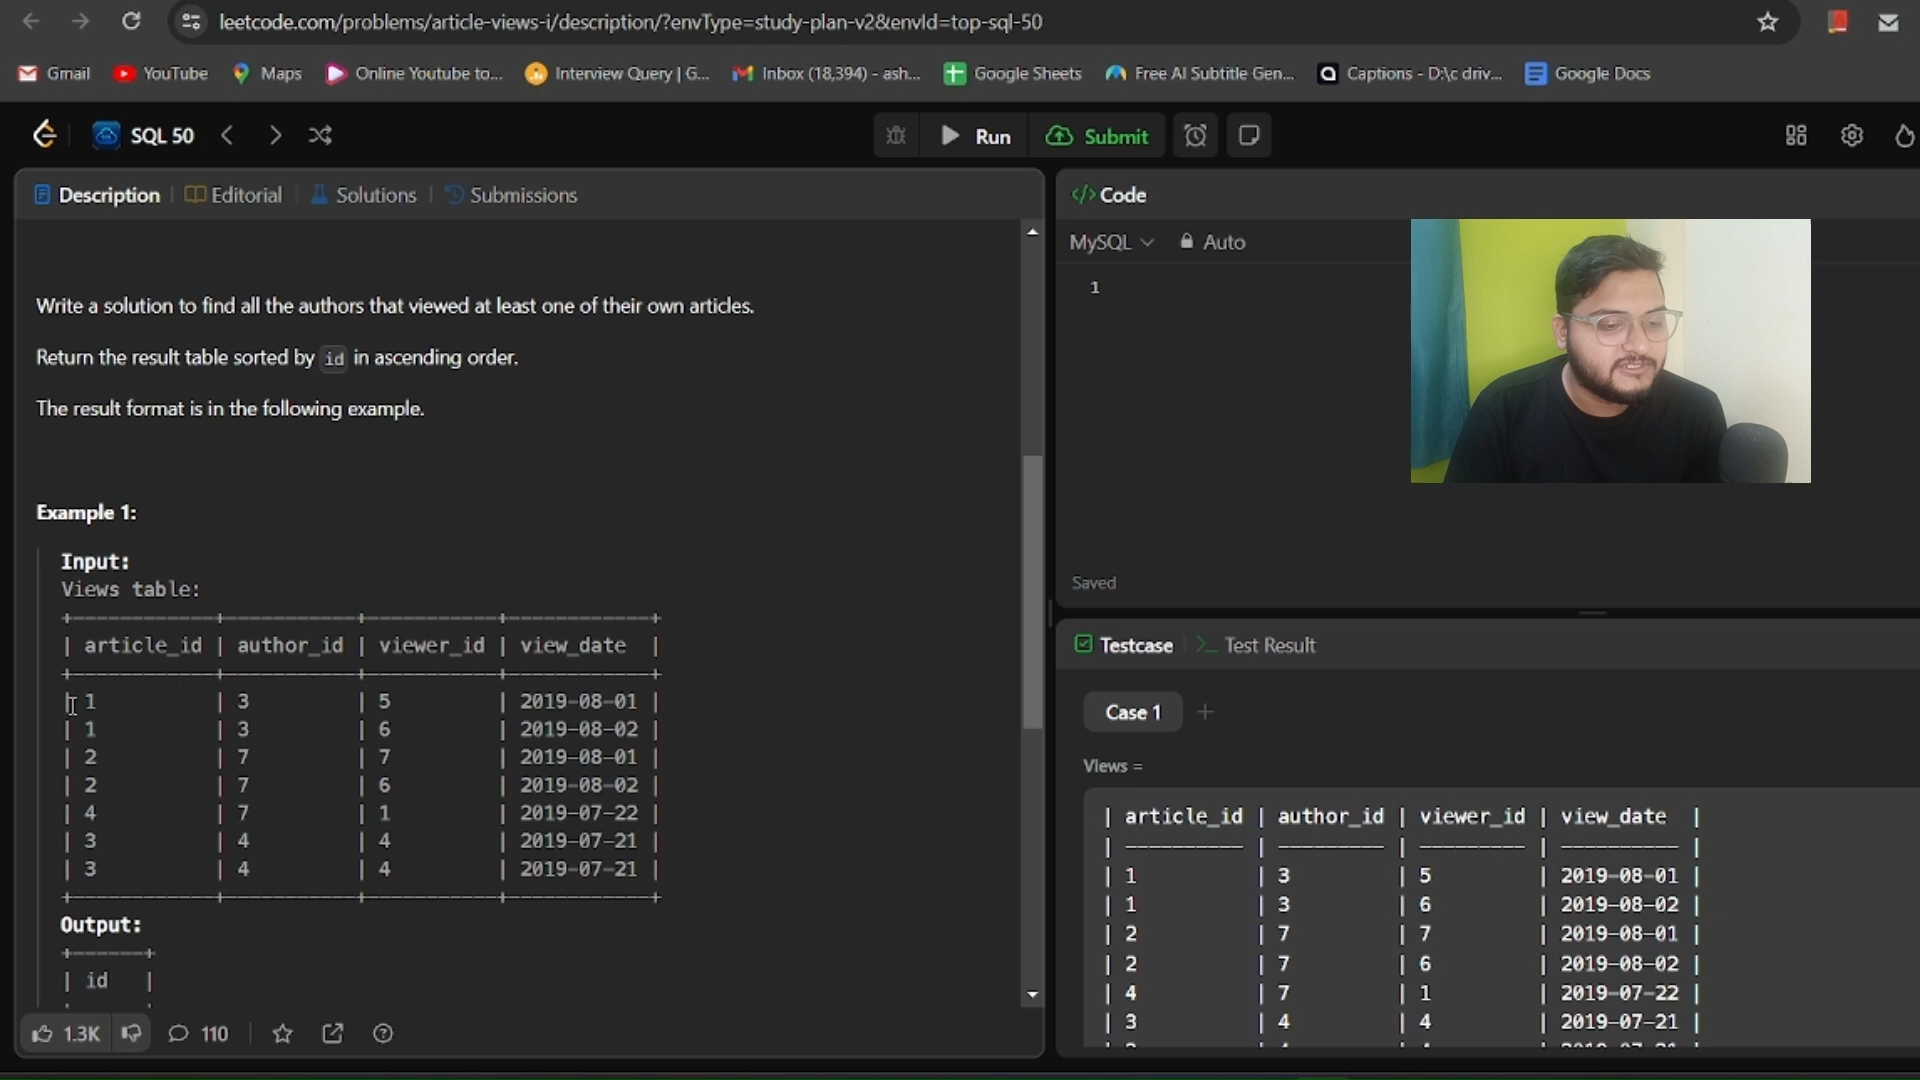 leetcode.com/problems/article-views-i/description/?envType=study-plan-v2&envId=top-sql-50
Gmail YouTube Maps Online Youtube to... Interview Query | G... Inbox (18,394) - ash... Google Sheets Free AI Subtitle Gen... Captions - D:\c driv... Google Docs
SQL 50 Run Submit
Description | Editorial | Solutions | Submissions
Write a solution to find all the authors that viewed at least one of their own articles.
Return the result table sorted by id in ascending order.
The result format is in the following example.
Example 1:
Input:
Views table:
+------------+-----------+-----------+------------+
| article_id | author_id | viewer_id | view_date |
+------------+-----------+-----------+------------+
| 1 | 3 | 5 | 2019-08-01 |
| 1 | 3 | 6 | 2019-08-02 |
| 2 | 7 | 7 | 2019-08-01 |
| 2 | 7 | 6 | 2019-08-02 |
| 4 | 7 | 1 | 2019-07-22 |
| 3 | 4 | 4 | 2019-07-21 |
| 3 | 4 | 4 | 2019-07-21 |
+------------+-----------+-----------+------------+
Output:
+------+
| id |
1.3K 110
</> Code
MySQL Auto
1
Saved
Testcase >_ Test Result
Case 1 +
Views =
| article_id | author_id | viewer_id | view_date |
| ---------- | --------- | --------- | ---------- |
| 1 | 3 | 5 | 2019-08-01 |
| 1 | 3 | 6 | 2019-08-02 |
| 2 | 7 | 7 | 2019-08-01 |
| 2 | 7 | 6 | 2019-08-02 |
| 4 | 7 | 1 | 2019-07-22 |
| 3 | 4 | 4 | 2019-07-21 |